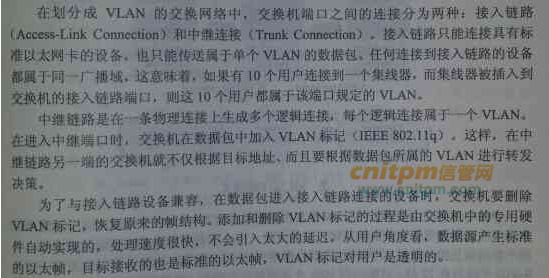 在划分成 VLAN 的交换网络中，交换机端口之间的连接分为两种：接入链路
（Access-Link Connection）和中继连接（Trunk Connection）。接入链路只能连接具有标
准以太网卡的设备，也只能传送属于单个 VLAN 的数据包。任何连接到接入链路的设备
都属于同一广播域，这意味着，如果有 10 个用户连接到一个集线器，而集线器被插入到
交换机的接入链路端口，则这 10 个用户都属于该端口规定的 VLAN。
中继链路是在一条物理连接上生成多个逻辑连接，每个逻辑连接属于一个 VLAN。
在进入中继端口时，交换机在数据包中加入 VLAN 标记（IEEE 802.11q）。这样，在中
继链路另一端的交换机就不仅根据目标地址、而且要根据数据包所属的 VLAN 进行转发
决策。
cnitpm信管网
www.cnitpm.com
为了与接入链路设备兼容，在数据包进入接入链路连接的设备时，交换机要删除
VLAN 标记，恢复原来的帧结构。添加和删除 VLAN 标记的过程是由交换机中的专用硬
件自动实现的，处理速度很快，不会引入太大的延迟，从用户角度看，数据源产生标准
的以太帧，目标接收的也是标准的以太帧，VLAN 标记对用户是透明的。